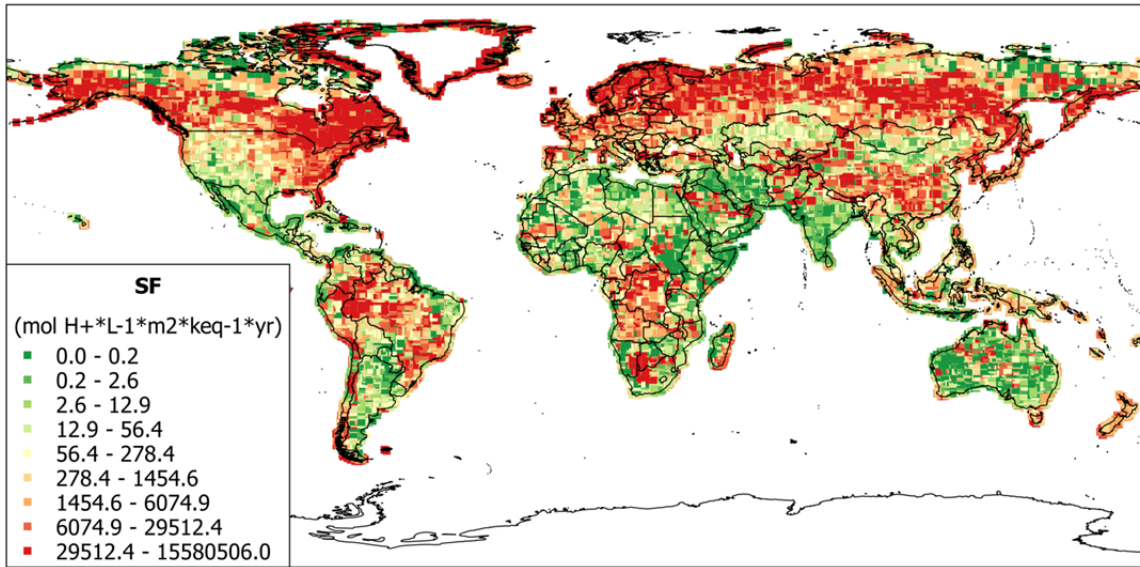 SF
(mol H+*L-1*m2*keq-1*yr)
0.0 - 0.2
0.2 - 2.6
2.6 - 12.9
12.9 - 56.4
56.4 - 278.4
278.4 - 1454.6
1454.6 - 6074.9
6074.9 - 29512.4
29512.4 - 15580506.0